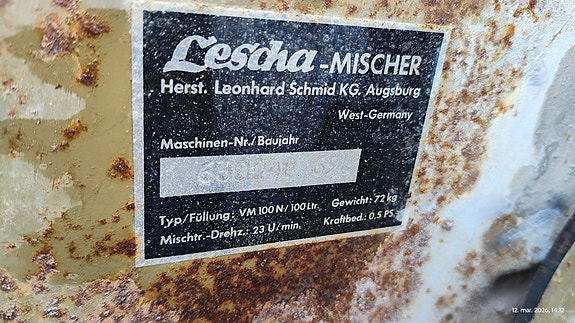 Lescha -MISCHER
Herst. Leonhard Schmid KG. Augsburg
West-Germany
Maschinen-Nr./Baujahr
Typ/Füllung: VM 100 N / 100 Ltr. Gewicht: 72 kg
Mischtr.-Drehz.: 23 U/min. Kraftbed.: 0,5 PS
12. mar. 2026, 14:12